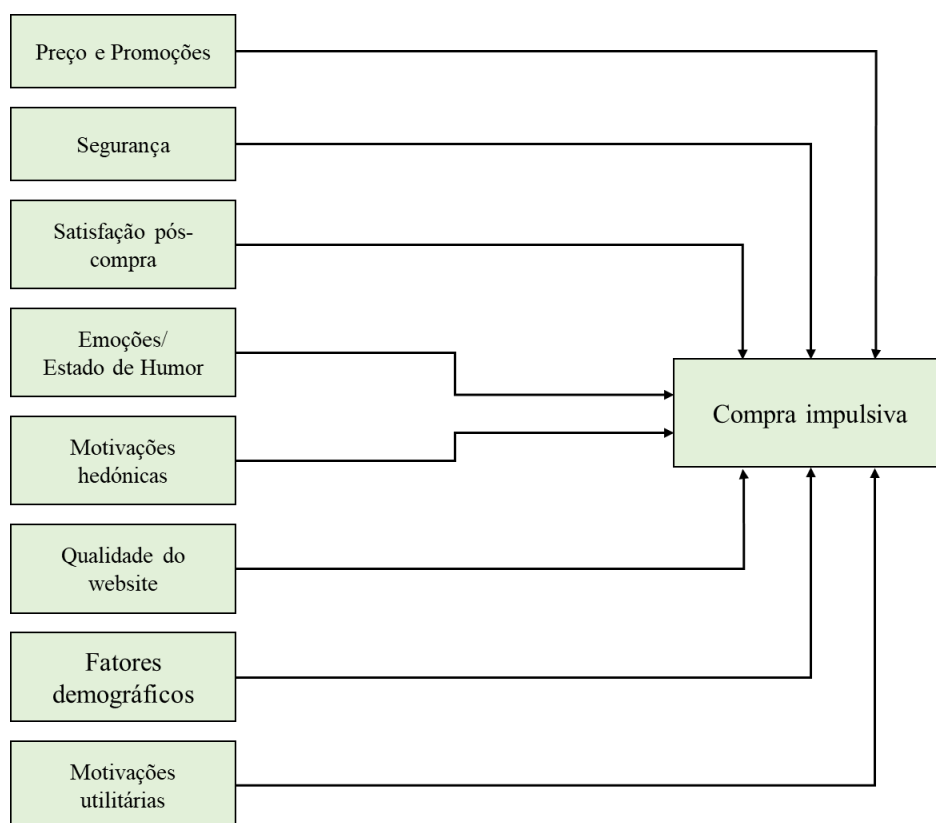 Preço e Promoções
Segurança
Satisfação pós-
compra
Emoções/
Estado de Humor
Motivações
hedónicas
Qualidade do
website
Fatores
demográficos
Motivações
utilitárias
Compra impulsiva